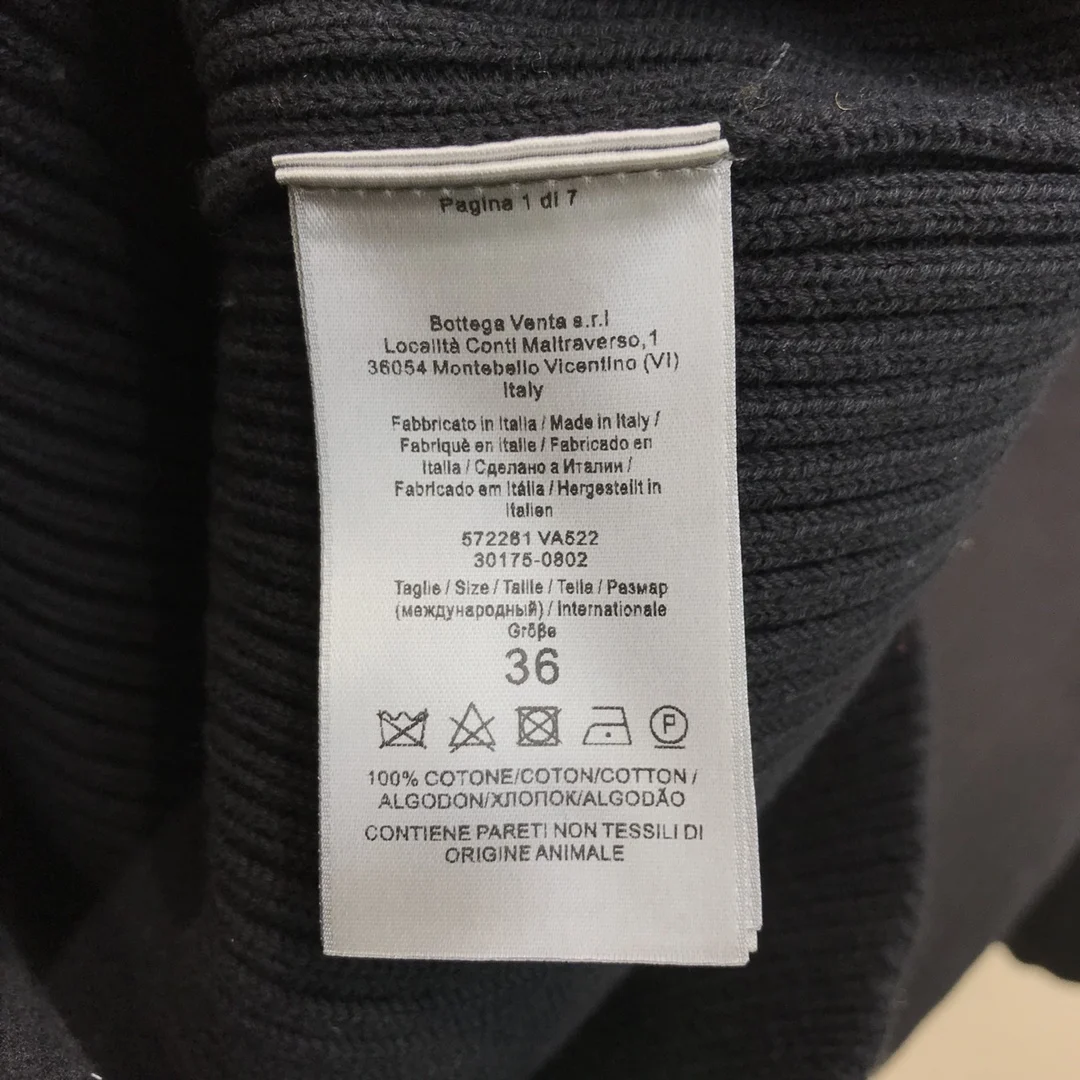 Pagina 1 di 7
Bottega Venta s.r.l
Località Conti Maltraverso,1
36054 Montebello Vicentino (VI)
Italy
Fabbricato in Italia / Made in Italy /
Fabriquè en Italie / Fabricado en
Italia / Сделано а Италии /
Fabricado em Itália / Hergestellt in
Italien
572281 VA522
30175-0802
Taglie / Size / Taille / Tella / Размар
(международный) / Internationale
Größe
36
P
100% COTONE/COTON/COTTON /
ALGODON/ХЛОПОК/ALGODÃO
CONTIENE PARETI NON TESSILI DI
ORIGINE ANIMALE